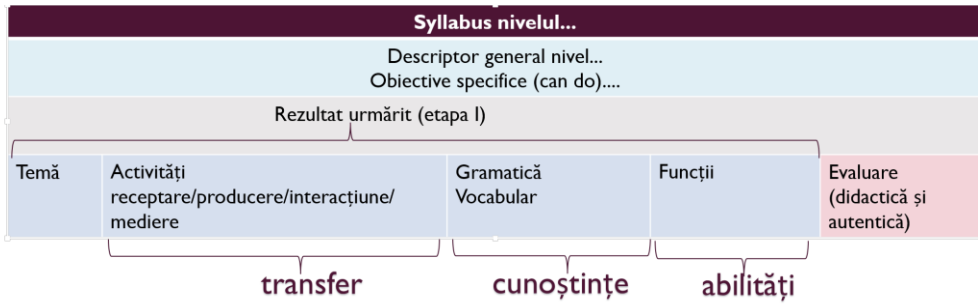 Syllabus nivelul...
Descriptor general nivel...
Obiective specifice (can do)....
Rezultat urmărit (etapa I)
Temă
Activități
receptare/producere/interacțiune/
mediere
Gramatică
Vocabular
Funcții
Evaluare
(didactică și
autentică)
transfer
cunoștințe
abilități